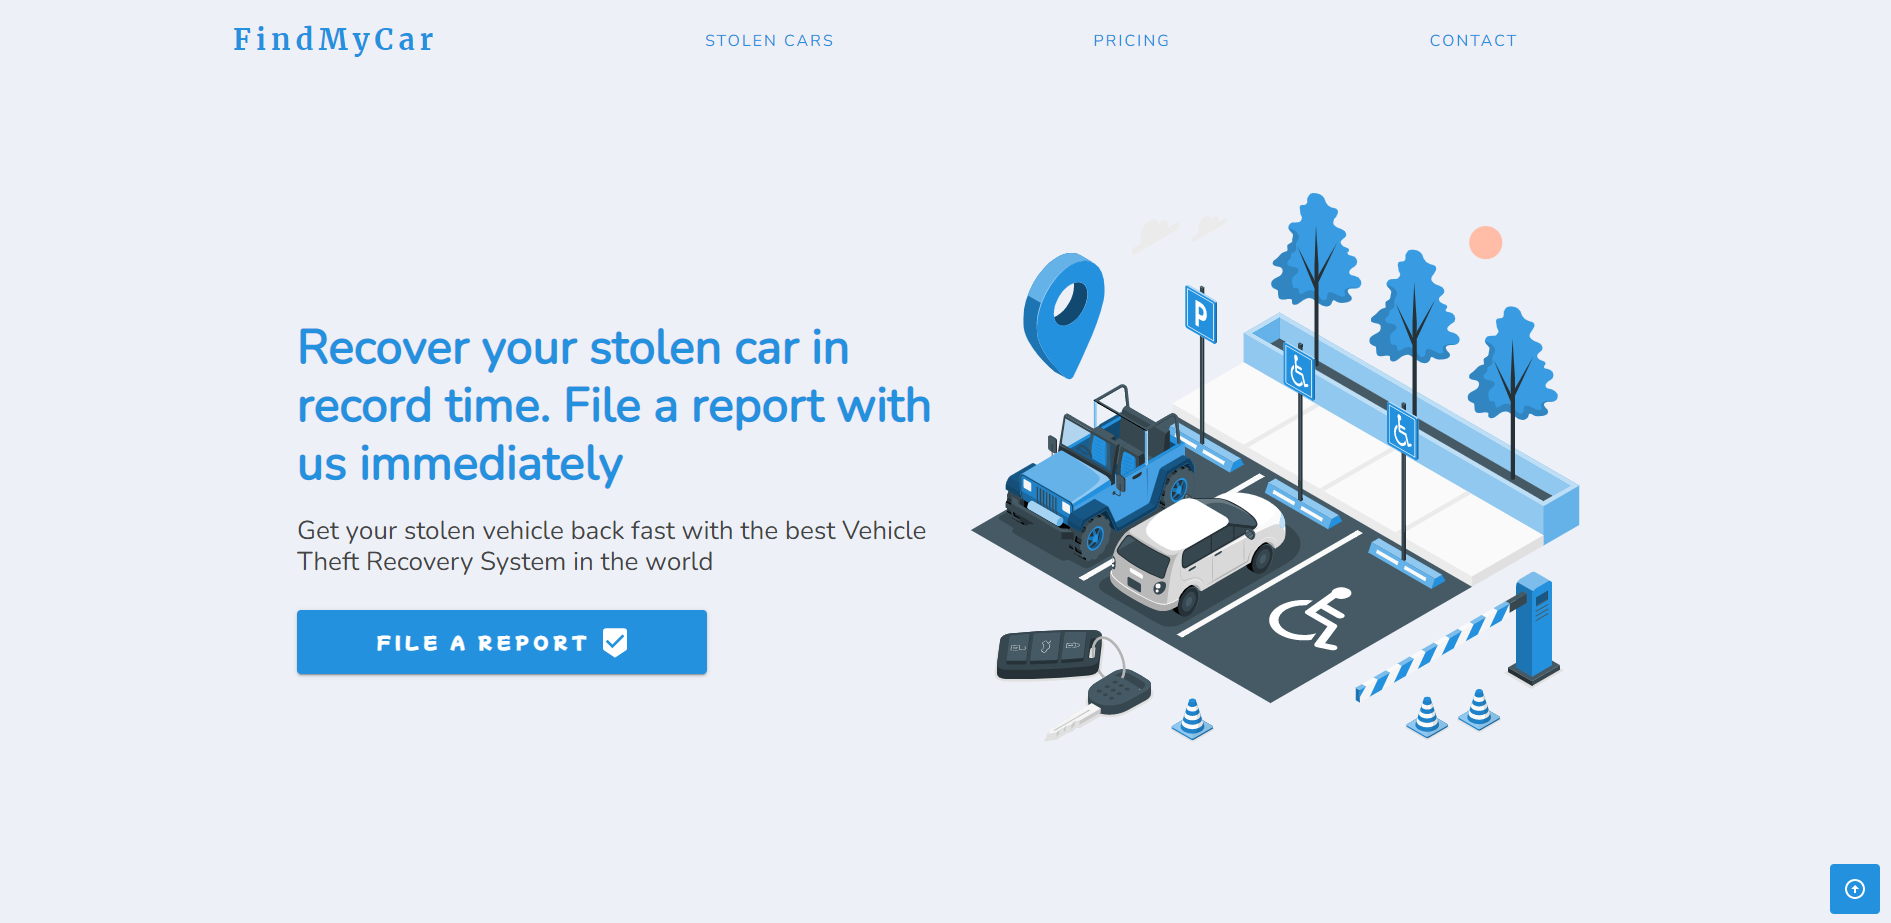 FindMyCar
STOLEN CARS
PRICING
CONTACT
Recover your stolen car in
record time. File a report with
us immediately
Get your stolen vehicle back fast with the best Vehicle
Theft Recovery System in the world
FILE A REPORT
P